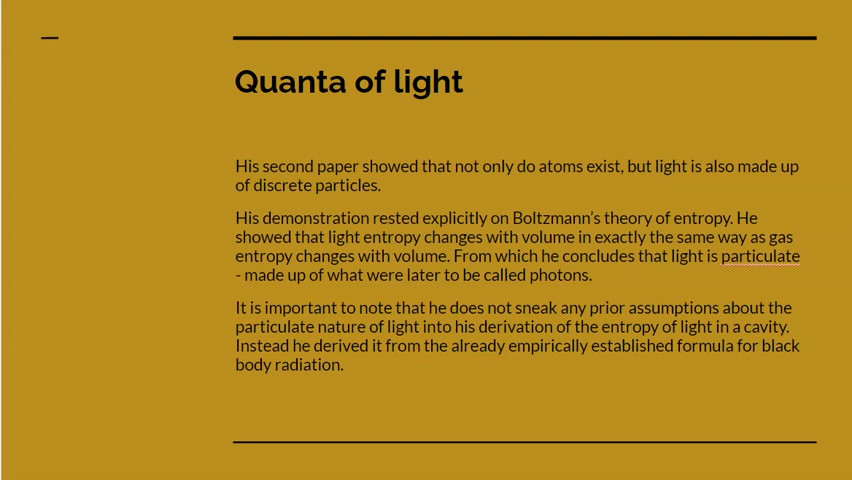 Quanta of light
His second paper showed that not only do atoms exist, but light is also made up
of discrete particles.
His demonstration rested explicitly on Boltzmann’s theory of entropy. He
showed that light entropy changes with volume in exactly the same way as gas
entropy changes with volume. From which he concludes that light is particulate
- made up of what were later to be called photons.
It is important to note that he does not sneak any prior assumptions about the
particulate nature of light into his derivation of the entropy of light in a cavity.
Instead he derived it from the already empirically established formula for black
body radiation.